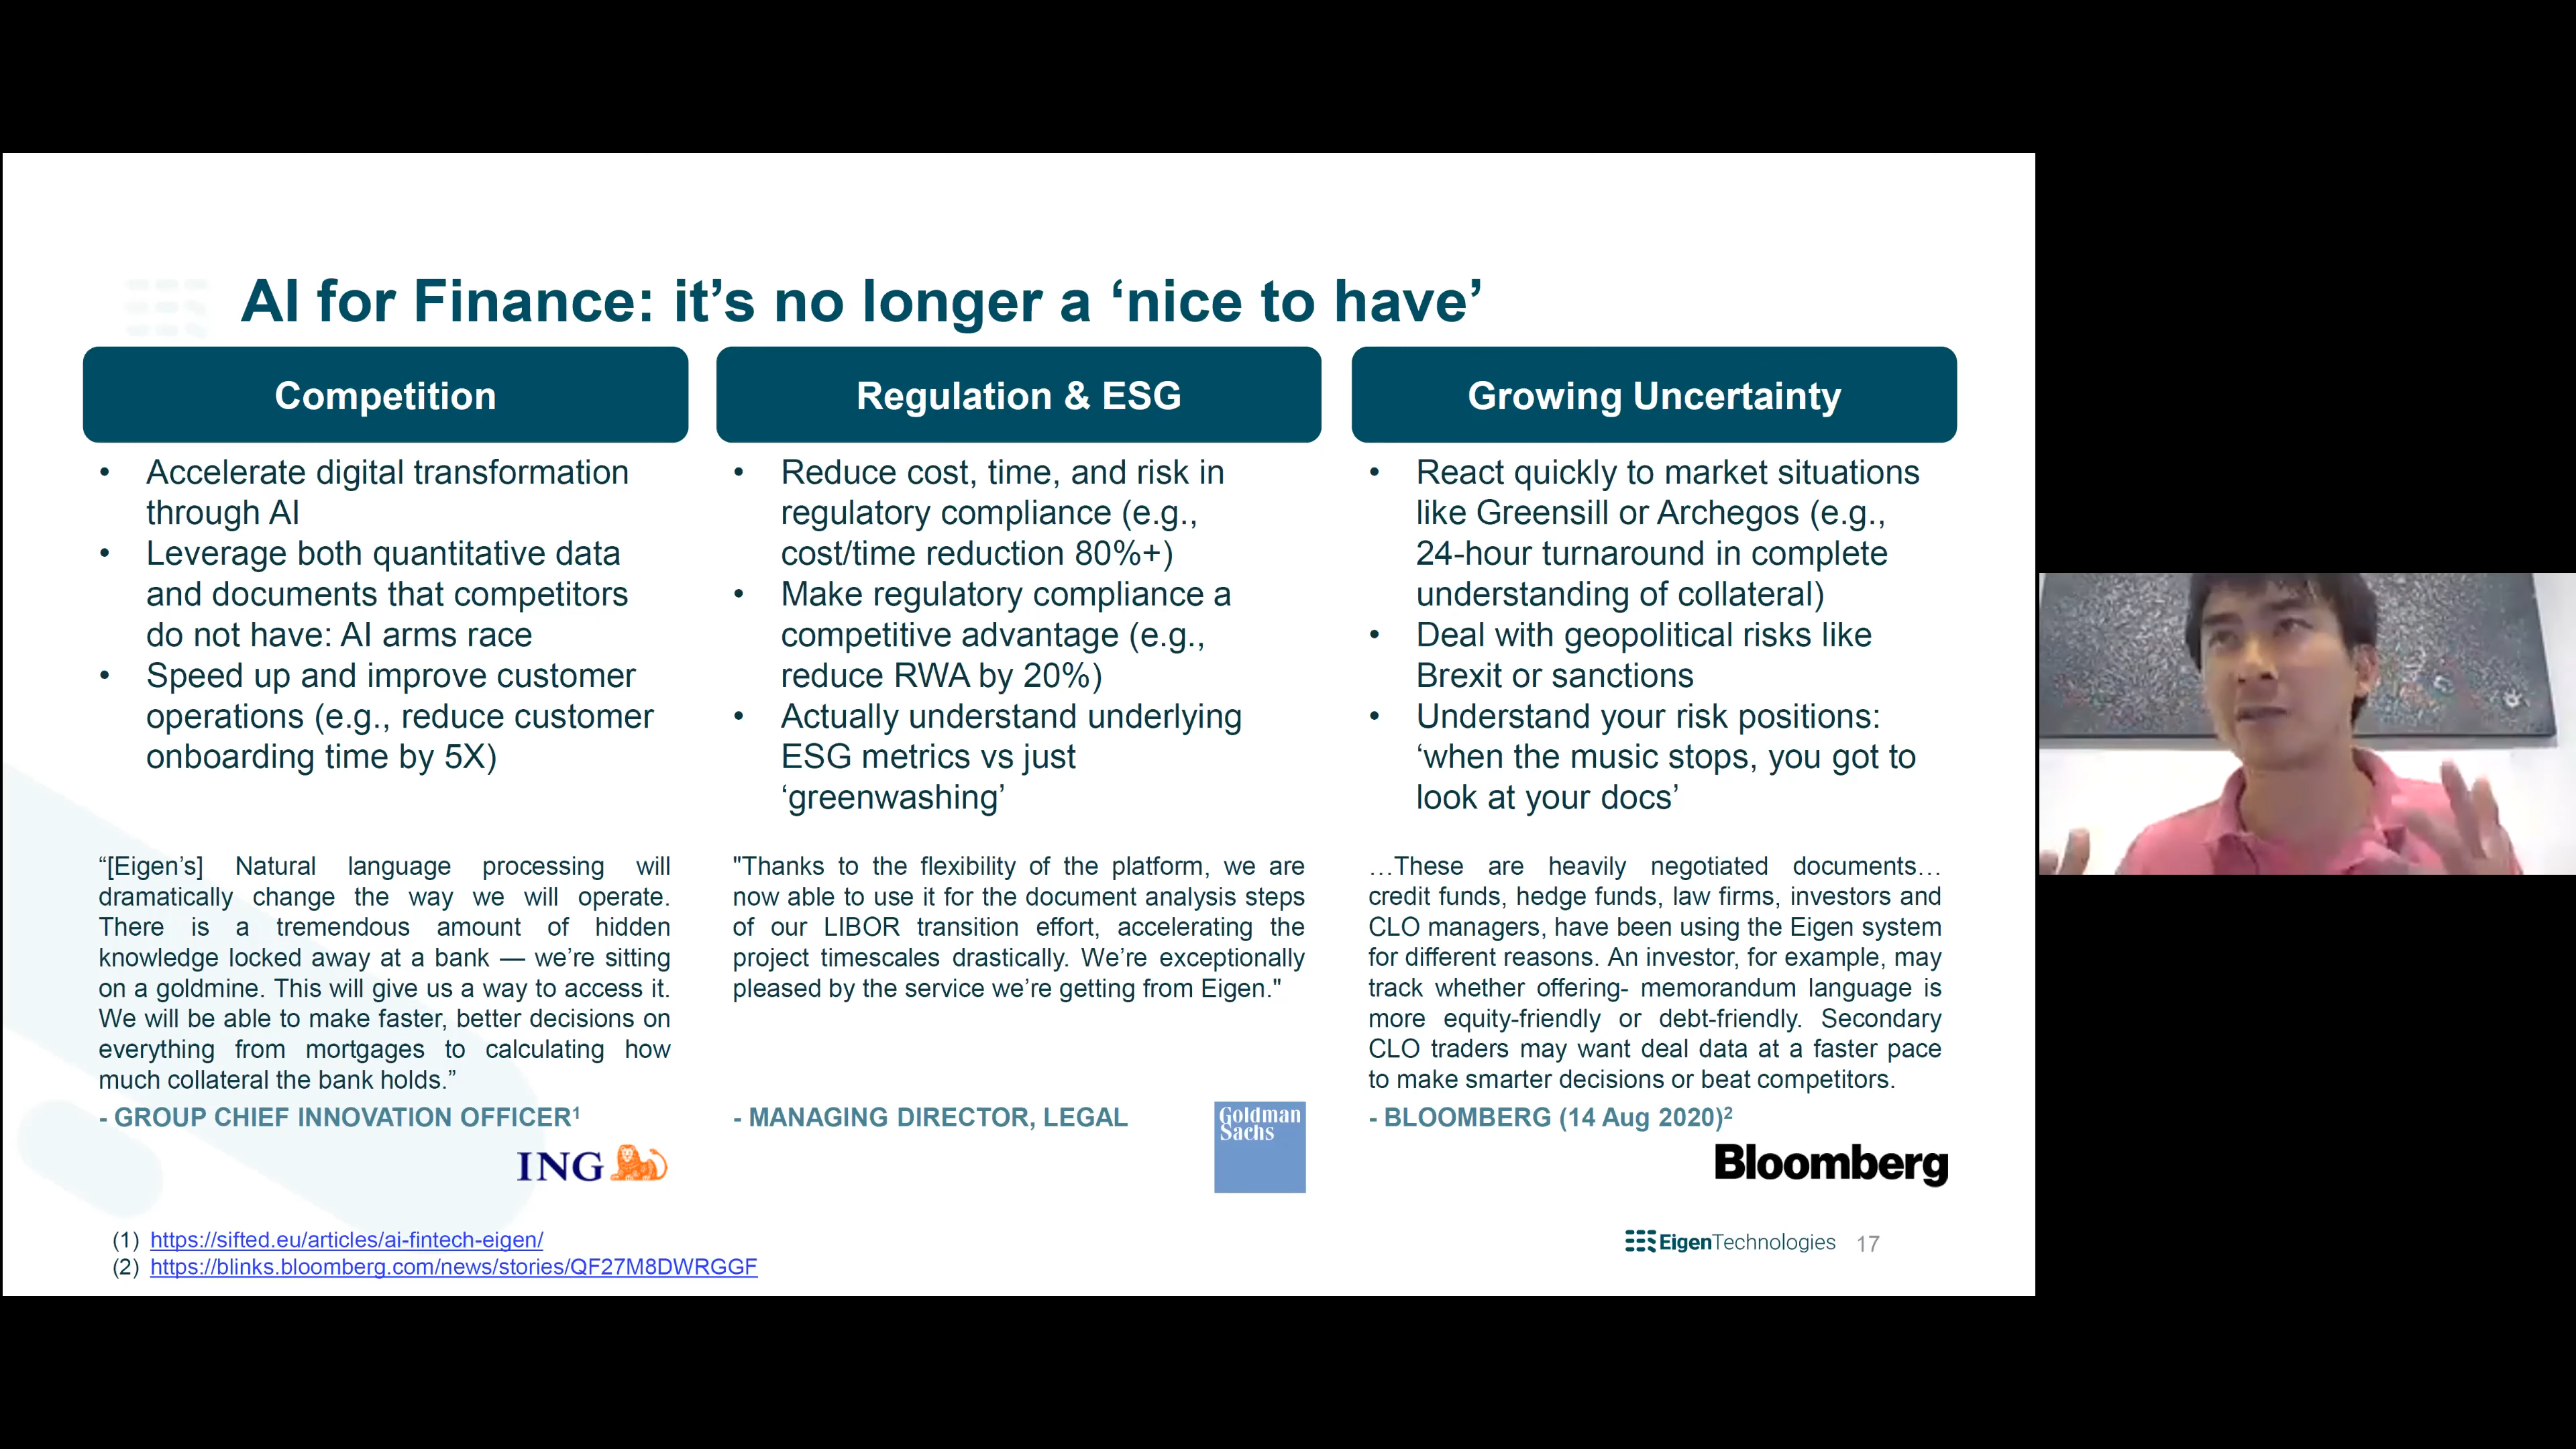 AI for Finance: it’s no longer a ‘nice to have’
Competition
• Accelerate digital transformation
through AI
• Leverage both quantitative data
and documents that competitors
do not have: AI arms race
• Speed up and improve customer
operations (e.g., reduce customer
onboarding time by 5X)
“[Eigen’s] Natural language processing will
dramatically change the way we will operate.
There is a tremendous amount of hidden
knowledge locked away at a bank — we’re sitting
on a goldmine. This will give us a way to access it.
We will be able to make faster, better decisions on
everything from mortgages to calculating how
much collateral the bank holds.”
- GROUP CHIEF INNOVATION OFFICER¹
ING
Regulation & ESG
• Reduce cost, time, and risk in
regulatory compliance (e.g.,
cost/time reduction 80%+)
• Make regulatory compliance a
competitive advantage (e.g.,
reduce RWA by 20%)
• Actually understand underlying
ESG metrics vs just
‘greenwashing’
"Thanks to the flexibility of the platform, we are
now able to use it for the document analysis steps
of our LIBOR transition effort, accelerating the
project timescales drastically. We’re exceptionally
pleased by the service we’re getting from Eigen."
- MANAGING DIRECTOR, LEGAL
Goldman
Sachs
Growing Uncertainty
• React quickly to market situations
like Greensill or Archegos (e.g.,
24-hour turnaround in complete
understanding of collateral)
• Deal with geopolitical risks like
Brexit or sanctions
• Understand your risk positions:
‘when the music stops, you got to
look at your docs’
…These are heavily negotiated documents…
credit funds, hedge funds, law firms, investors and
CLO managers, have been using the Eigen system
for different reasons. An investor, for example, may
track whether offering- memorandum language is
more equity-friendly or debt-friendly. Secondary
CLO traders may want deal data at a faster pace
to make smarter decisions or beat competitors.
- BLOOMBERG (14 Aug 2020)²
Bloomberg
(1) https://sifted.eu/articles/ai-fintech-eigen/
(2) https://blinks.bloomberg.com/news/stories/QF27M8DWRGGF
EigenTechnologies 17